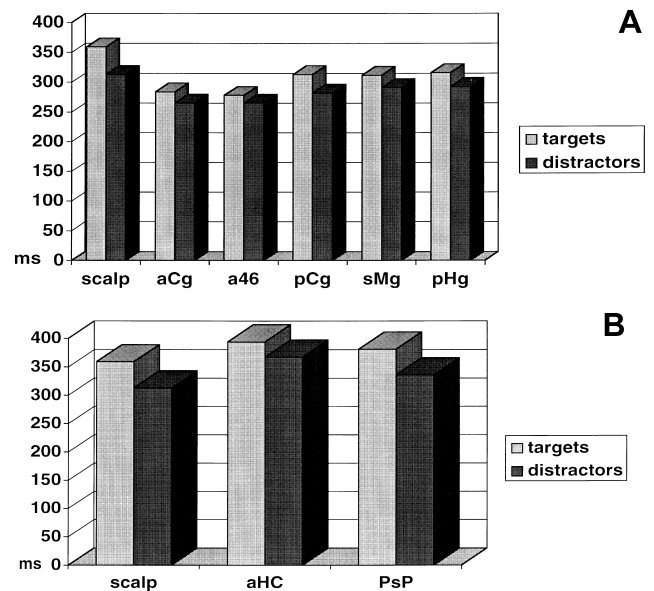 A
400
350
300
250
200
150
100
50
ms 0
scalp aCg a46 pCg sMg pHg
targets
distractors
B
400
350
300
250
200
150
100
50
ms 0
scalp aHC PsP
targets
distractors